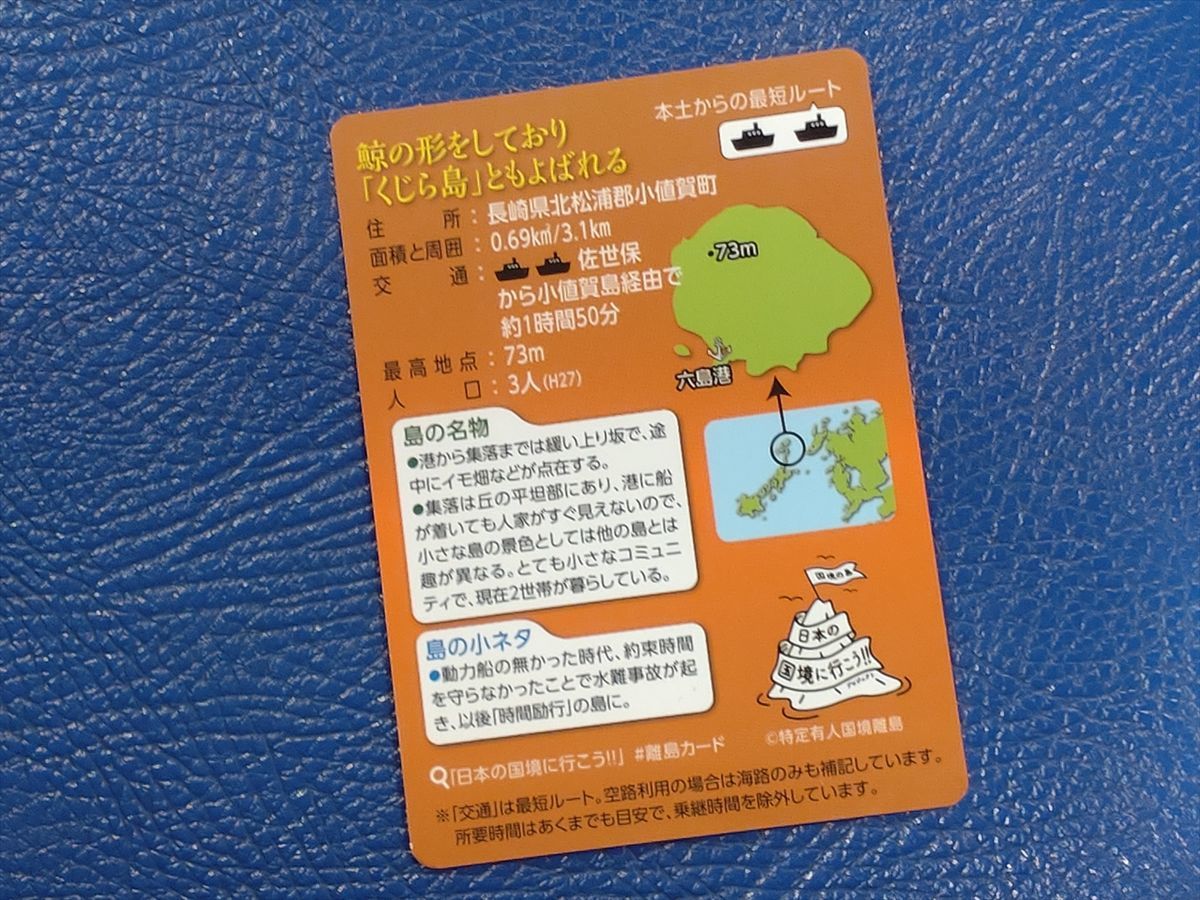 本土からの最短ルート
鯨の形をしており
「くじら島」ともよばれる
住所：長崎県北松浦郡小値賀町
面積と周囲：0.69㎢/3.1km
交通：佐世保
から小値賀島経由で
約1時間50分
最高地点：73m
人口：3人(H27)
・73m
六島港
島の名物
●港から集落までは緩い上り坂で、途
中にイモ畑などが点在する。
●集落は丘の平坦部にあり、港に船
が着いても人家がすぐ見えないので、
小さな島の景色としては他の島とは
趣が異なる。とても小さなコミュニ
ティで、現在2世帯が暮らしている。
島の小ネタ
●動力船の無かった時代、約束時間
を守らなかったことで水難事故が起
き、以後「時間励行」の島に。
国境の島
日本の
国境に行こう!!
プロジェクト
©特定有人国境離島
「日本の国境に行こう!!」 #離島カード
※「交通」は最短ルート。空路利用の場合は海路のみも補記しています。
所要時間はあくまでも目安で、乗継時間を除外しています。